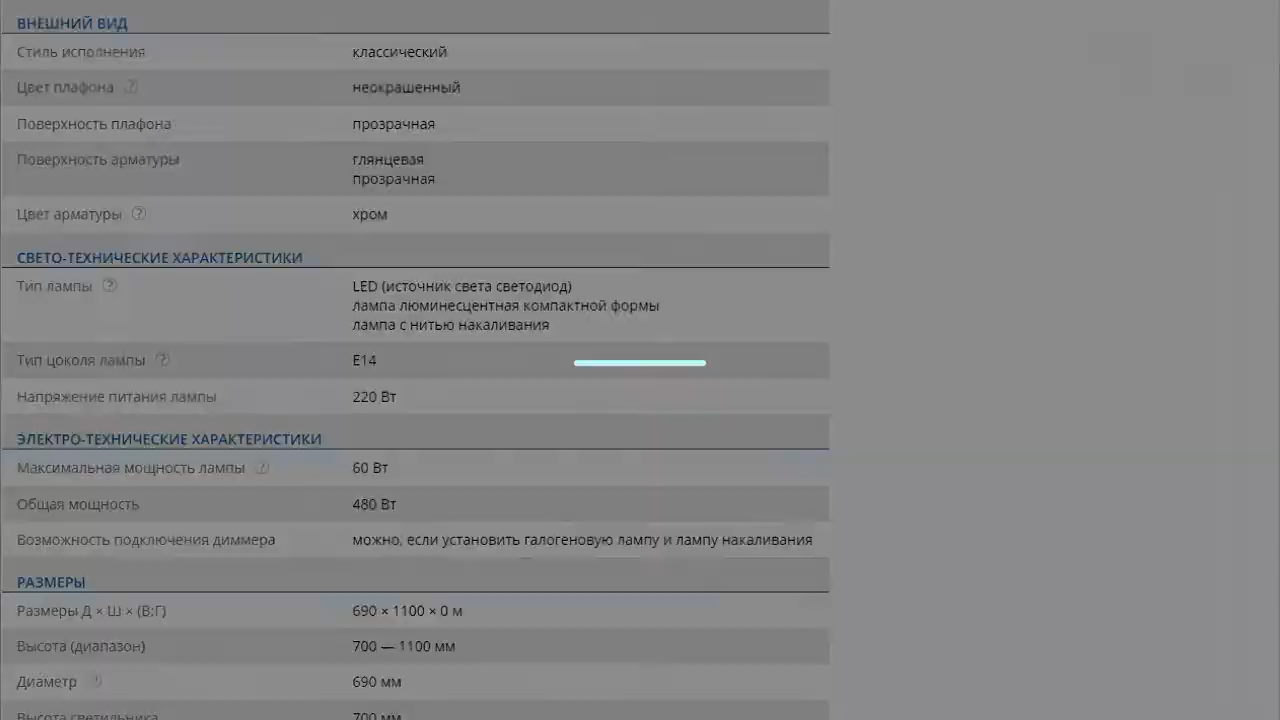 ВНЕШНИЙ ВИД
Стиль исполнения классический
Цвет плафона ? неокрашенный
Поверхность плафона прозрачная
Поверхность арматуры глянцевая
прозрачная
Цвет арматуры ? хром
СВЕТО-ТЕХНИЧЕСКИЕ ХАРАКТЕРИСТИКИ
Тип лампы ? LED (источник света светодиод)
лампа люминесцентная компактной формы
лампа с нитью накаливания
Тип цоколя лампы ? E14
Напряжение питания лампы 220 Вт
ЭЛЕКТРО-ТЕХНИЧЕСКИЕ ХАРАКТЕРИСТИКИ
Максимальная мощность лампы ? 60 Вт
Общая мощность 480 Вт
Возможность подключения диммера можно, если установить галогеновую лампу и лампу накаливания
РАЗМЕРЫ
Размеры Д × Ш × (В;Г) 690 × 1100 × 0 м
Высота (диапазон) 700 — 1100 мм
Диаметр ? 690 мм
Высота светильника 700 мм